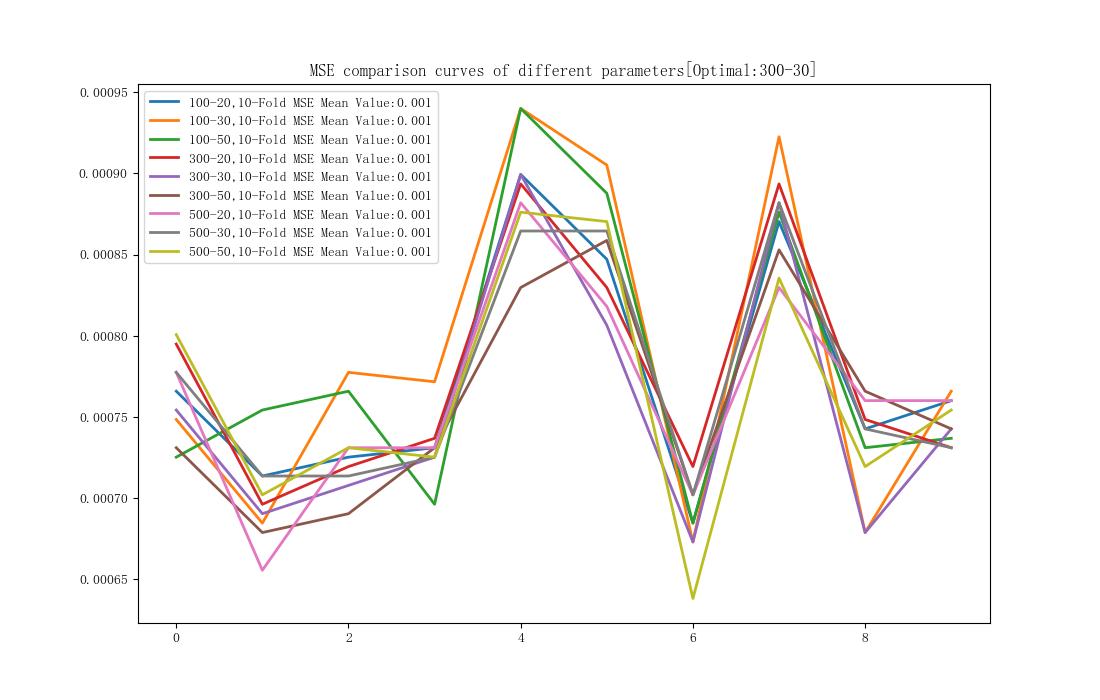 MSE comparison curves of different parameters[Optimal:300-30]
0.00095
0.00090
0.00085
0.00080
0.00075
0.00070
0.00065
100-20,10-Fold MSE Mean Value:0.001
100-30,10-Fold MSE Mean Value:0.001
100-50,10-Fold MSE Mean Value:0.001
300-20,10-Fold MSE Mean Value:0.001
300-30,10-Fold MSE Mean Value:0.001
300-50,10-Fold MSE Mean Value:0.001
500-20,10-Fold MSE Mean Value:0.001
500-30,10-Fold MSE Mean Value:0.001
500-50,10-Fold MSE Mean Value:0.001
0 2 4 6 8